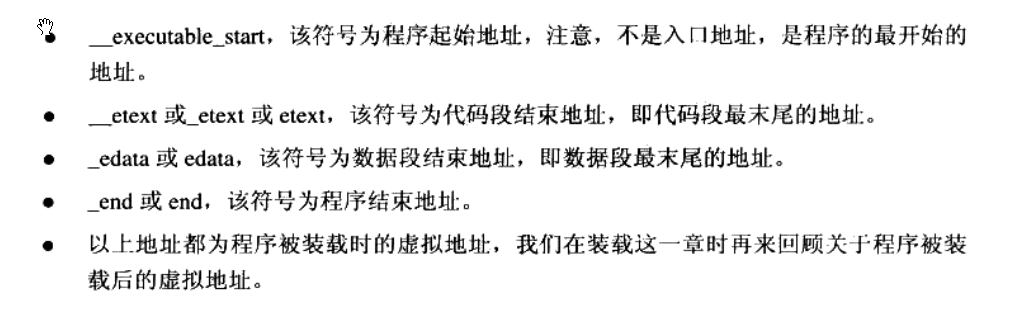 ● __executable_start，该符号为程序起始地址，注意，不是入口地址，是程序的最开始的
地址。
● __etext 或_etext 或 etext，该符号为代码段结束地址，即代码段最末尾的地址。
● _edata 或 edata，该符号为数据段结束地址，即数据段最末尾的地址。
● _end 或 end，该符号为程序结束地址。
● 以上地址都为程序被装载时的虚拟地址，我们在装载这一章时再来回顾关于程序被装
载后的虚拟地址。